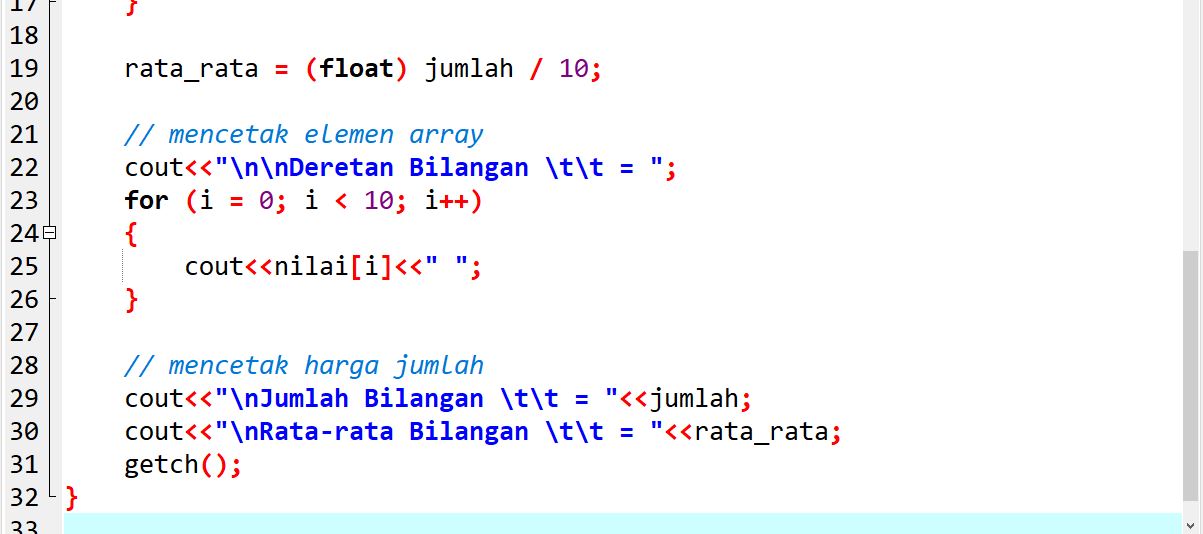 17 }
18
19 rata_rata = (float) jumlah / 10;
20
21 // mencetak elemen array
22 cout<<"\n\nDeretan Bilangan \t\t = ";
23 for (i = 0; i < 10; i++)
24 {
25 cout<<nilai[i]<<" ";
26 }
27
28 // mencetak harga jumlah
29 cout<<"\nJumlah Bilangan \t\t = "<<jumlah;
30 cout<<"\nRata-rata Bilangan \t\t = "<<rata_rata;
31 getch();
32 }
33